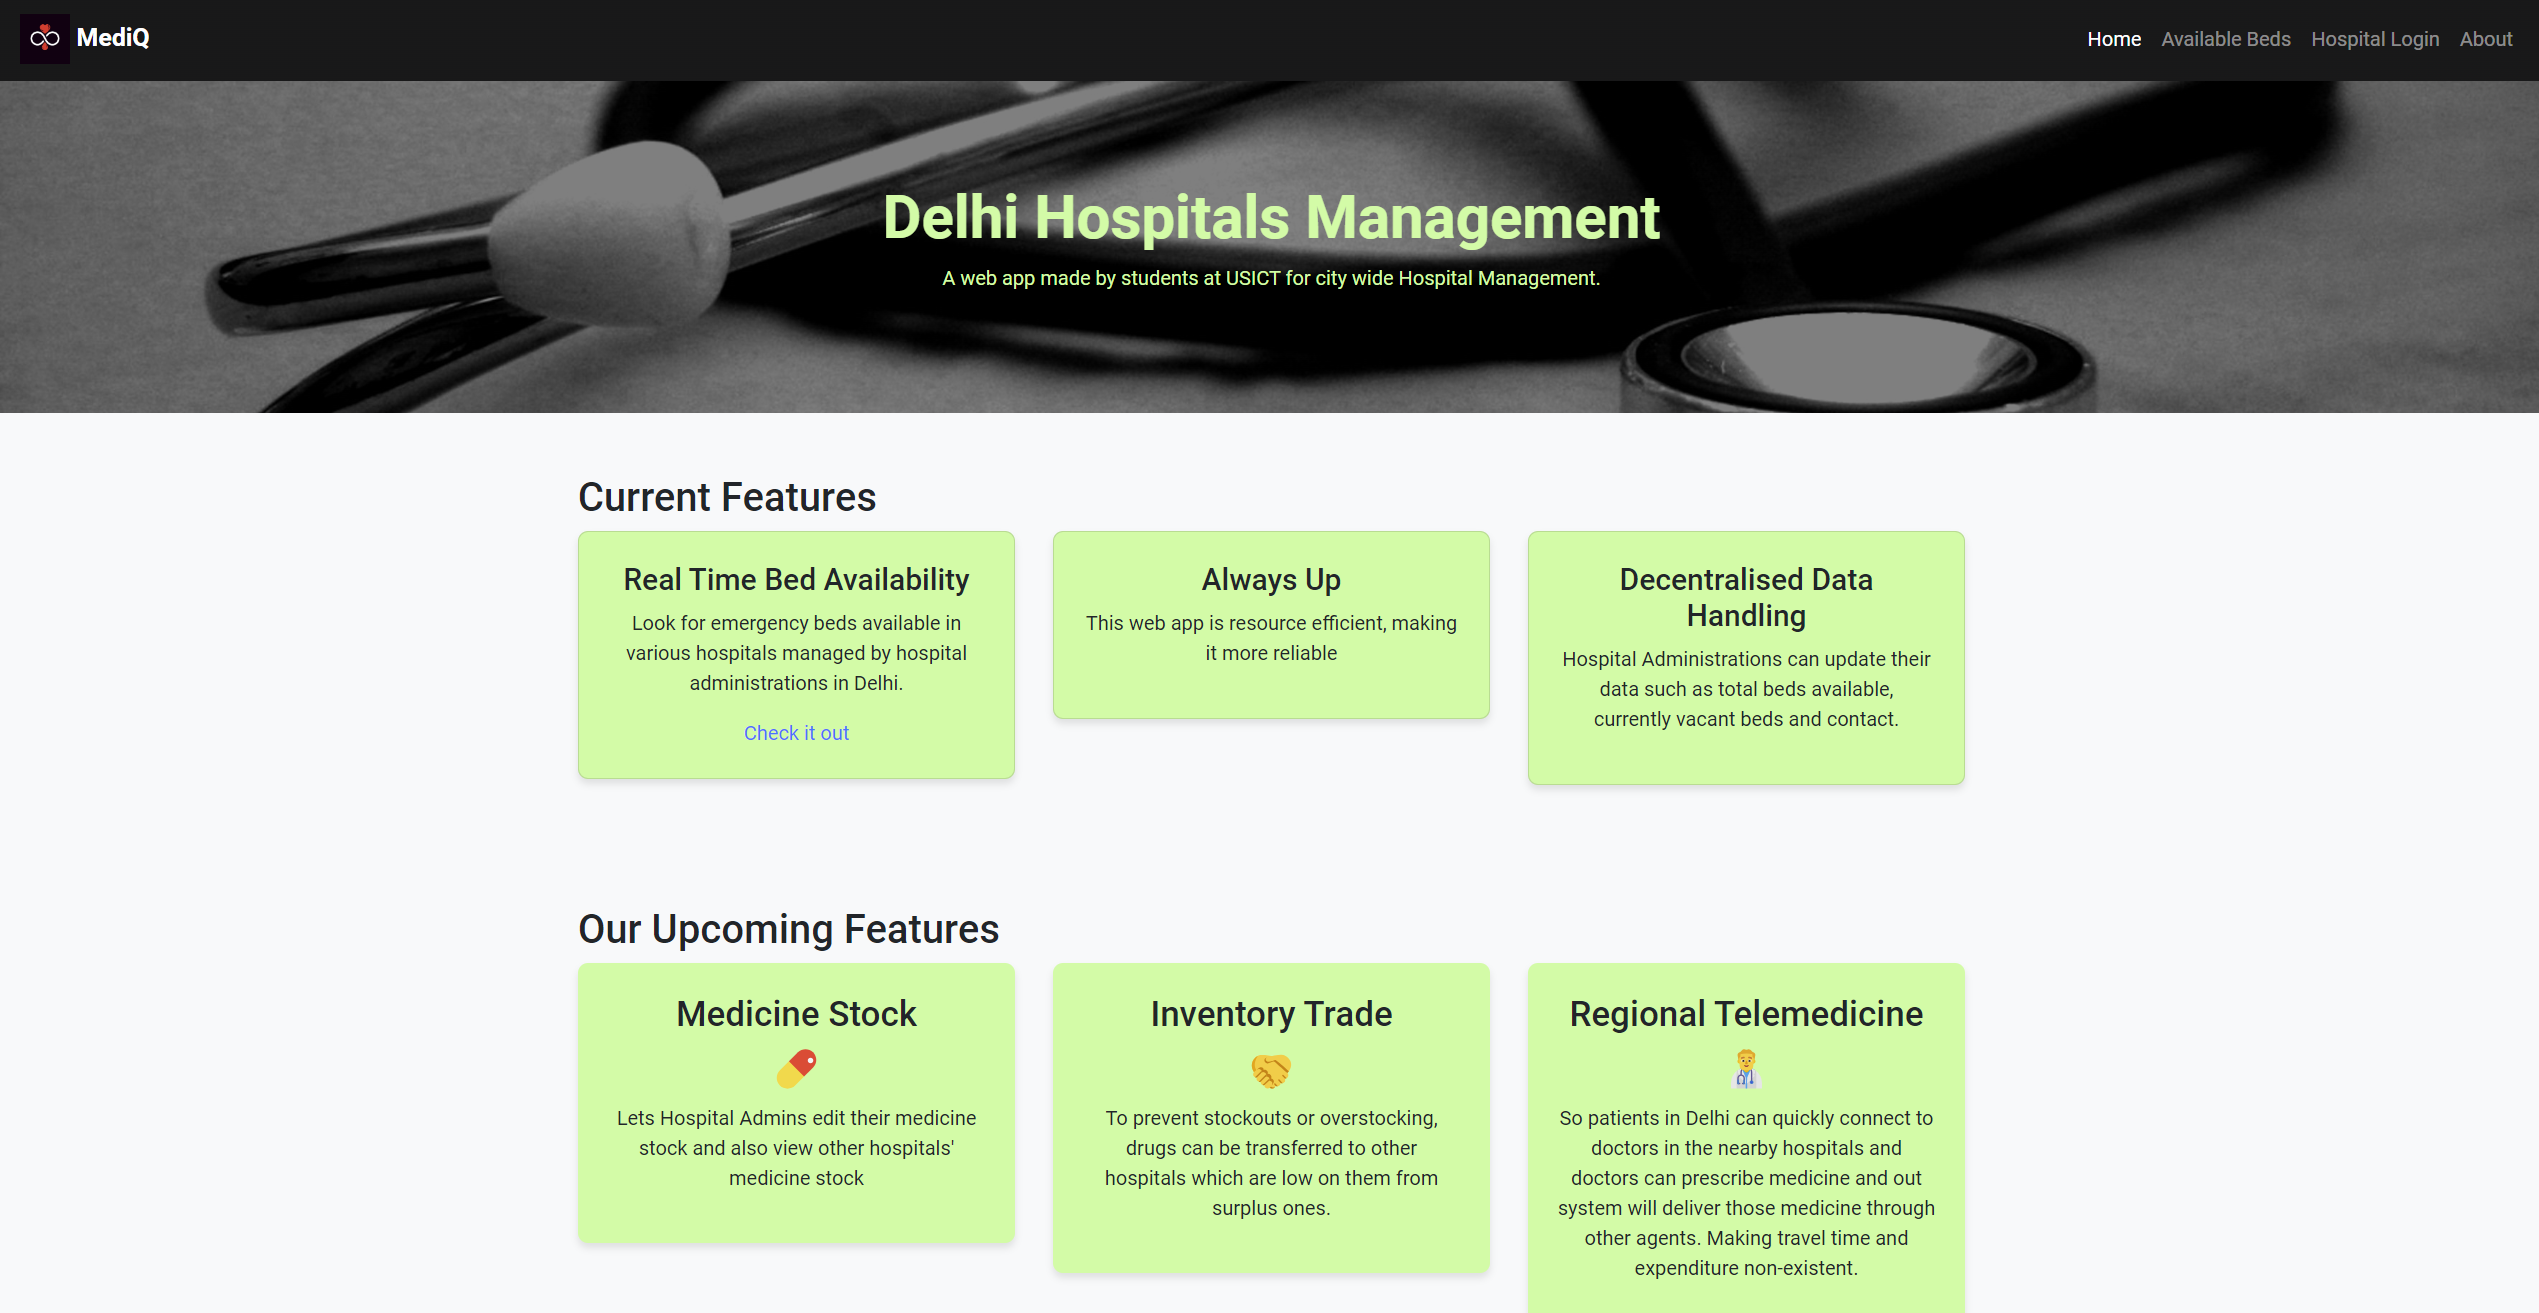 MediQ
Home Available Beds Hospital Login About
Delhi Hospitals Management
A web app made by students at USICT for city wide Hospital Management.
Current Features
Real Time Bed Availability
Look for emergency beds available in
various hospitals managed by hospital
administrations in Delhi.
Check it out
Always Up
This web app is resource efficient, making
it more reliable
Decentralised Data
Handling
Hospital Administrations can update their
data such as total beds available,
currently vacant beds and contact.
Our Upcoming Features
Medicine Stock
Lets Hospital Admins edit their medicine
stock and also view other hospitals'
medicine stock
Inventory Trade
To prevent stockouts or overstocking,
drugs can be transferred to other
hospitals which are low on them from
surplus ones.
Regional Telemedicine
So patients in Delhi can quickly connect to
doctors in the nearby hospitals and
doctors can prescribe medicine and out
system will deliver those medicine through
other agents. Making travel time and
expenditure non-existent.